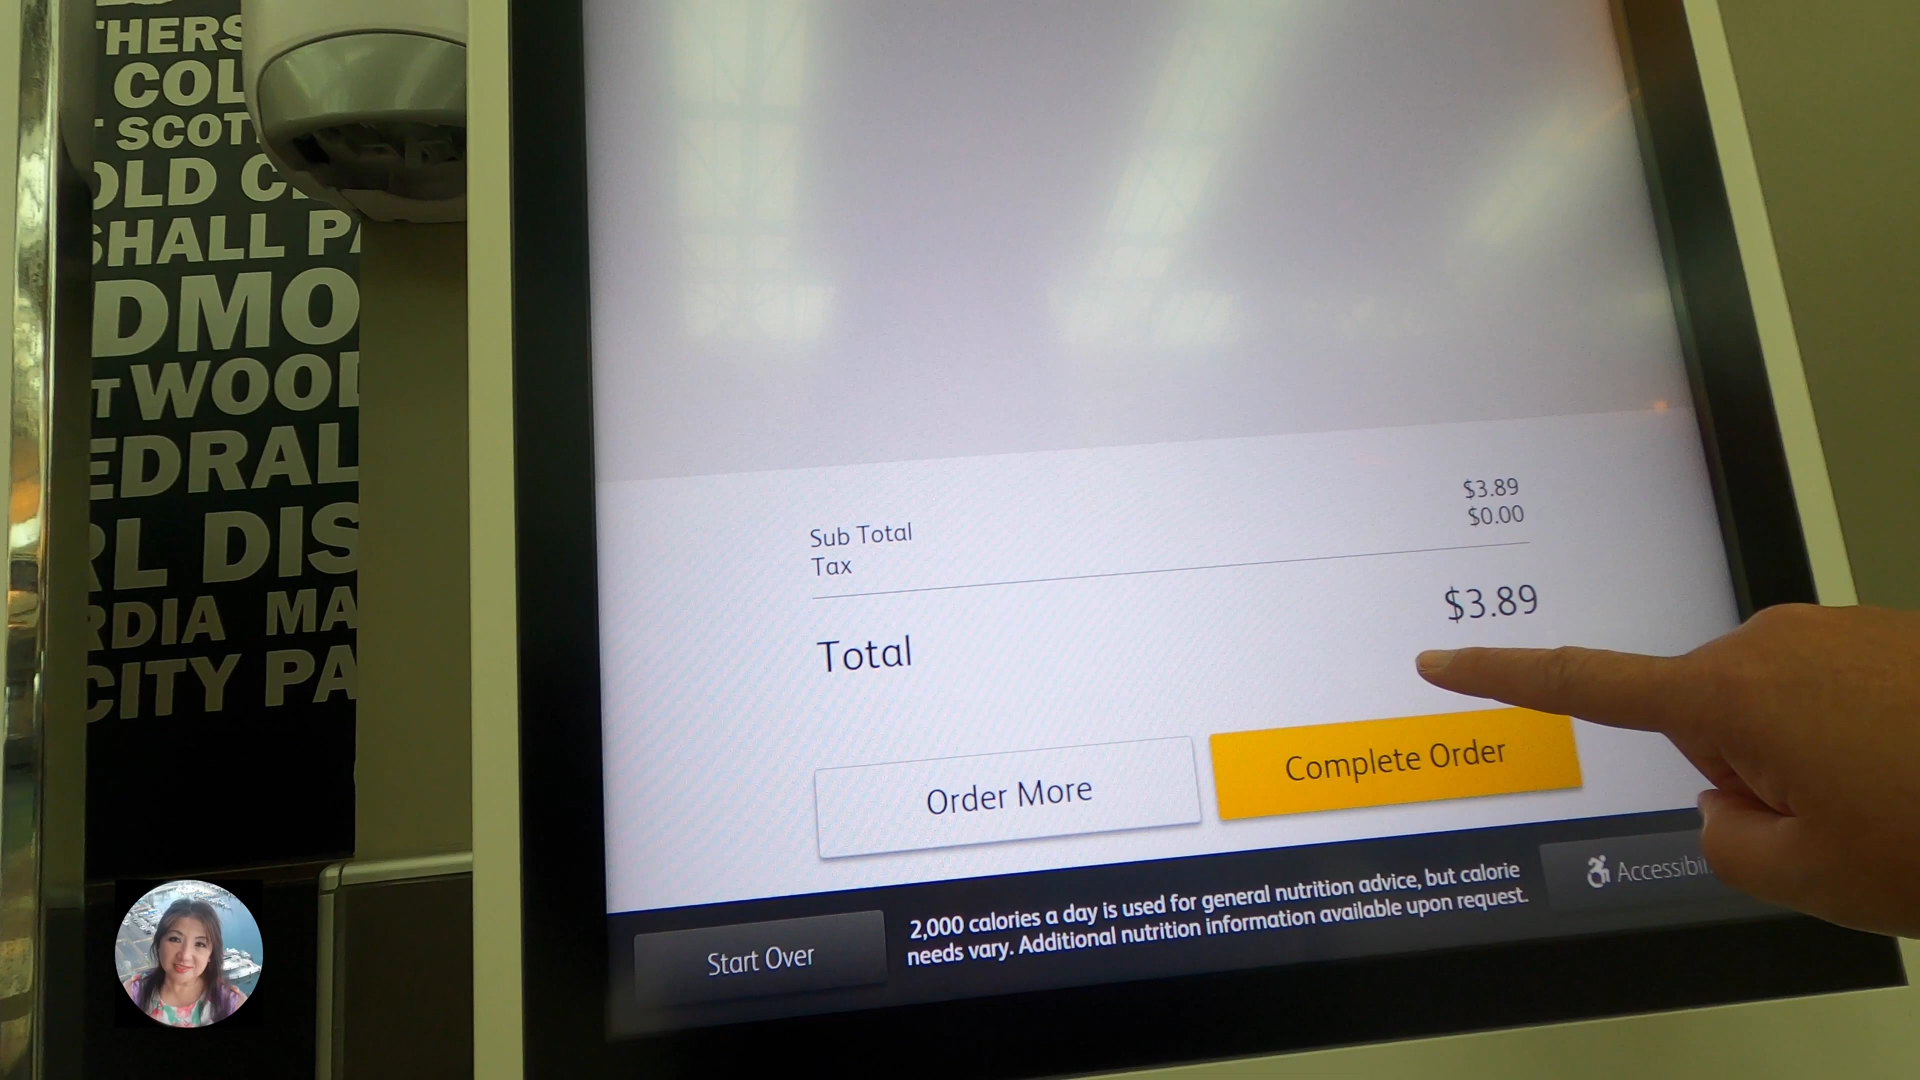 THERS
COL
T SCOT
OLD C
SHALL PA
DMO
T WOO
EDRAL
RL DIS
RDIA MA
CITY PA
$3.89
Sub Total
$0.00
Tax
$3.89
Total
Order More
Complete Order
Start Over
2,000 calories a day is used for general nutrition advice, but calorie
needs vary. Additional nutrition information available upon request.
Accessibil